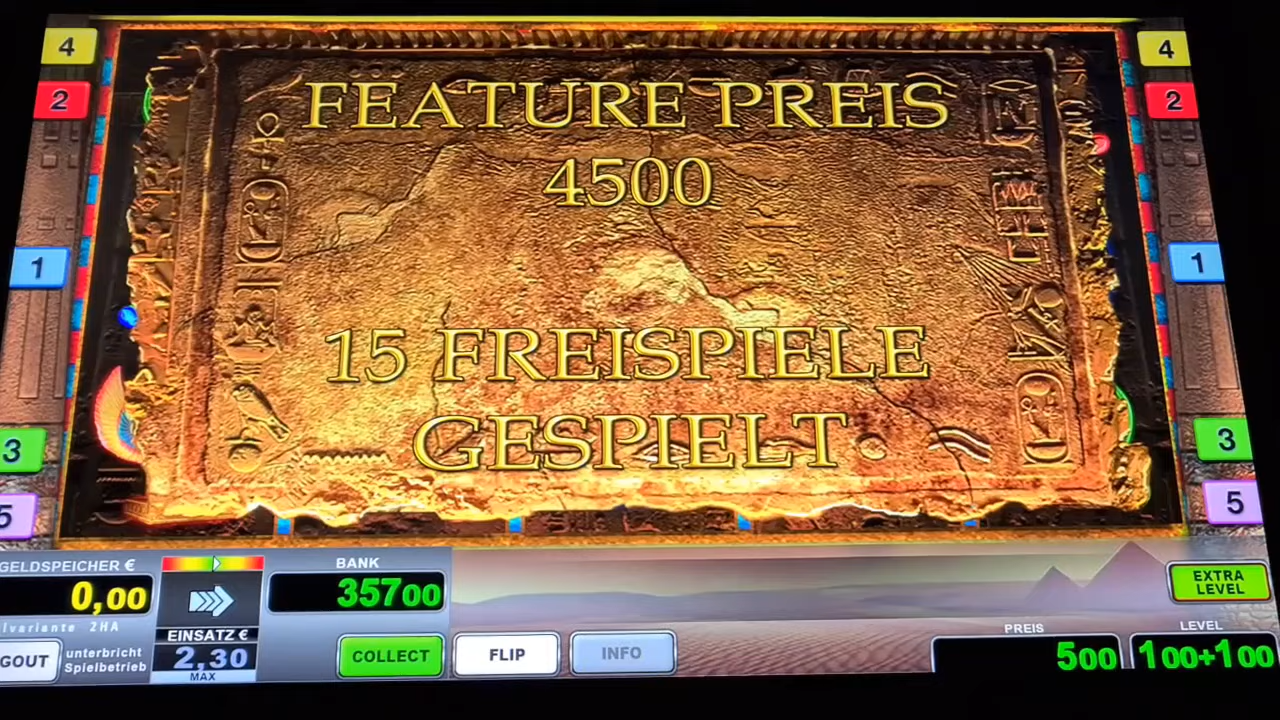 4
4
FEATURE PREIS
2
2
4500
1
1
15 FREISPIELE
GESPIELT
3
3
5
5
GELDSPEICHER €
BANK
0,00
35700
EXTRA
LEVEL
lvariante 2HA
EINSATZ €
PREIS
LEVEL
GOUT
unterbricht
Spielbetrieb
2,30
MAX
COLLECT
FLIP
INFO
500
100+100